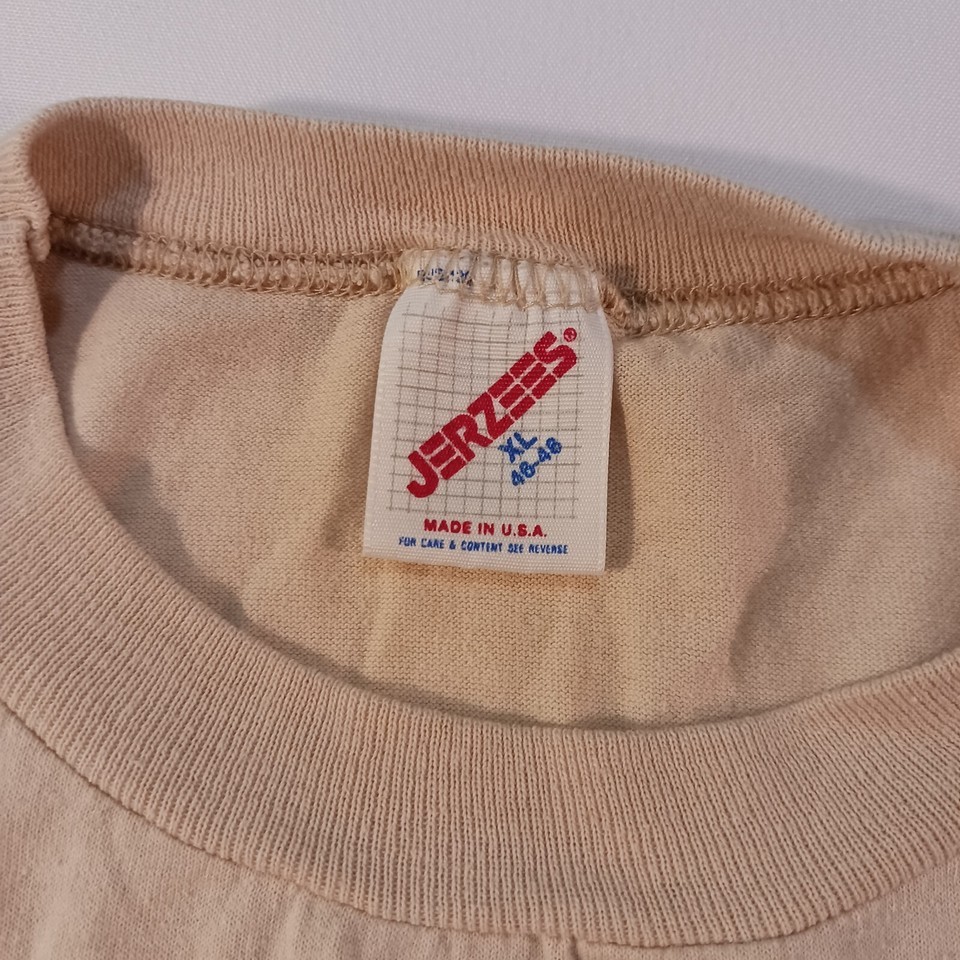 JERZEES®
XL
46-48
MADE IN U.S.A.
FOR CARE & CONTENT SEE REVERSE